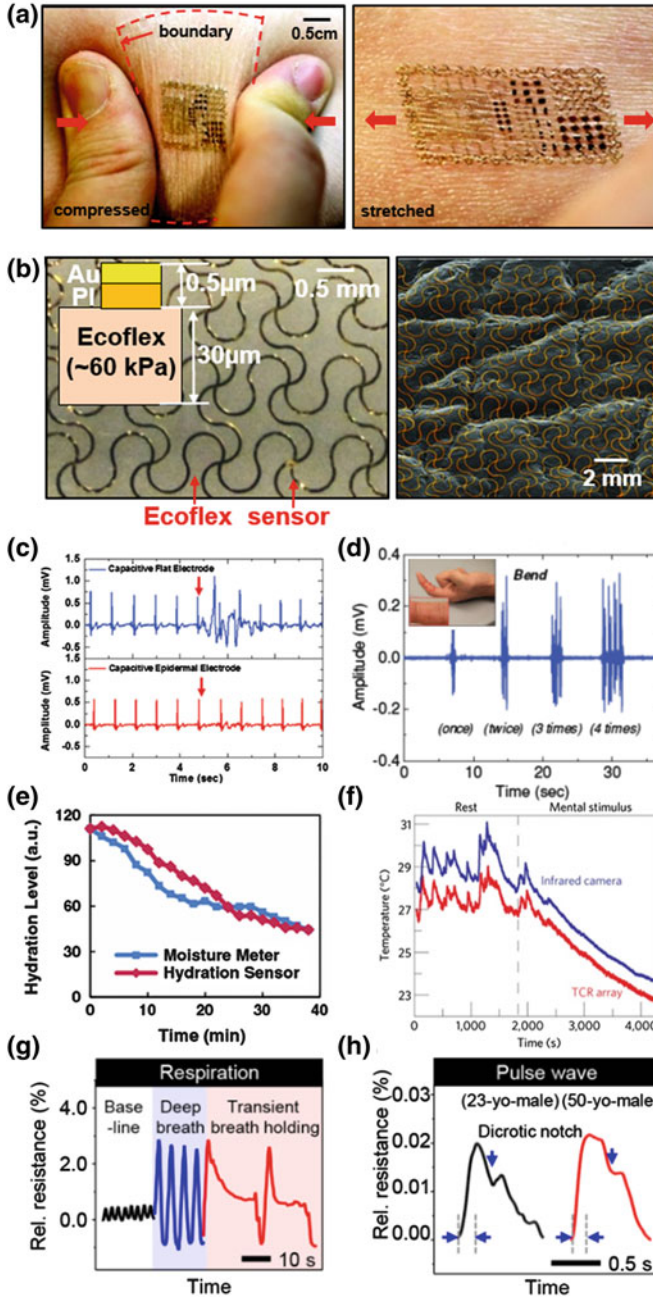 (a)
boundary
0.5cm
compressed
stretched
(b)
Au
PI
0.5μm
0.5 mm
Ecoflex
(~60 kPa)
30μm
2 mm
Ecoflex sensor
(c)
Capacitive Flat Electrode
Amplitude (mV)
1.5
1.0
0.5
0.0
-0.5
Capacitive Epidermal Electrode
Amplitude (mV)
1.5
1.0
0.5
0.0
-0.5
0 2 4 6 8 10
Time (sec)
(d)
Bend
Amplitude (mV)
0.4
0.2
0.0
-0.2
-0.4
(once) (twice) (3 times) (4 times)
0 10 20 30
Time (sec)
(e)
Hydration Level (a.u.)
120
90
60
30
0
Moisture Meter
Hydration Sensor
0 10 20 30 40
Time (min)
(f)
Rest Mental stimulus
Temperature (°C)
31
29
27
25
23
Infrared camera
TCR array
0 1,000 2,000 3,000 4,000
Time (s)
(g)
Respiration
Rel. resistance (%)
4.0
2.0
0.0
Base
-line
Deep
breath
Transient
breath holding
10 s
Time
(h)
Pulse wave
Rel. resistance (%)
0.03
0.02
0.01
0.00
(23-yo-male) (50-yo-male)
Dicrotic notch
0.5 s
Time